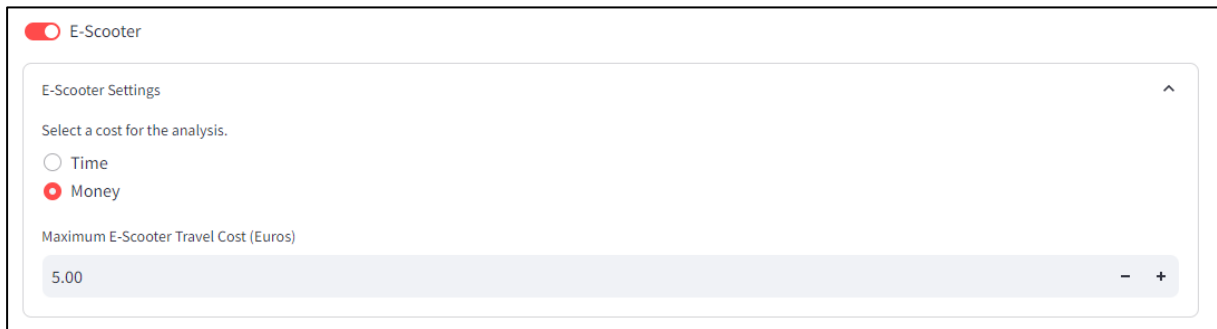 E-Scooter
E-Scooter Settings
Select a cost for the analysis.
Time
Money
Maximum E-Scooter Travel Cost (Euros)
5.00 - +